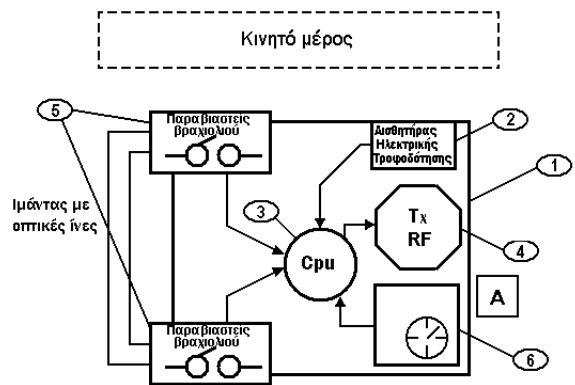 Κινητό μέρος
5
Παραβιαστεις
βραχιολιού
Αισθητήρας
Ηλεκτρικής
Τροφοδότησης
2
1
Ιμάντας με
οπτικές ίνες
3
Cpu
Tx
RF
4
A
Παραβιαστεις
βραχιολιού
6